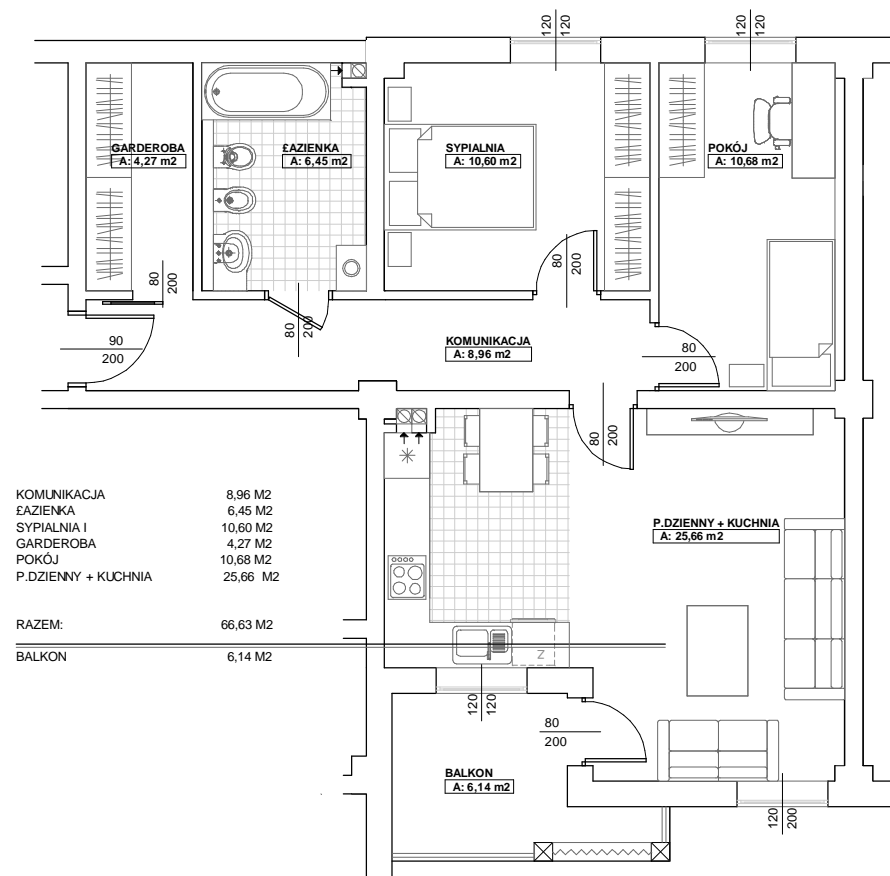 120 120
120 120
GARDEROBA
A: 4,27 m2
£AZIENKA
A: 6,45 m2
SYPIALNIA
A: 10,60 m2
POKÓJ
A: 10,68 m2
80 200
80 200
80 200
90
200
KOMUNIKACJA
A: 8,96 m2
80
200
80 200
KOMUNIKACJA 8,96 M2
£AZIENKA 6,45 M2
SYPIALNIA I 10,60 M2
GARDEROBA 4,27 M2
POKÓJ 10,68 M2
P.DZIENNY + KUCHNIA 25,66 M2
RAZEM: 66,63 M2
BALKON 6,14 M2
P.DZIENNY + KUCHNIA
A: 25,66 m2
Z
120 120
80
200
BALKON
A: 6,14 m2
120 200